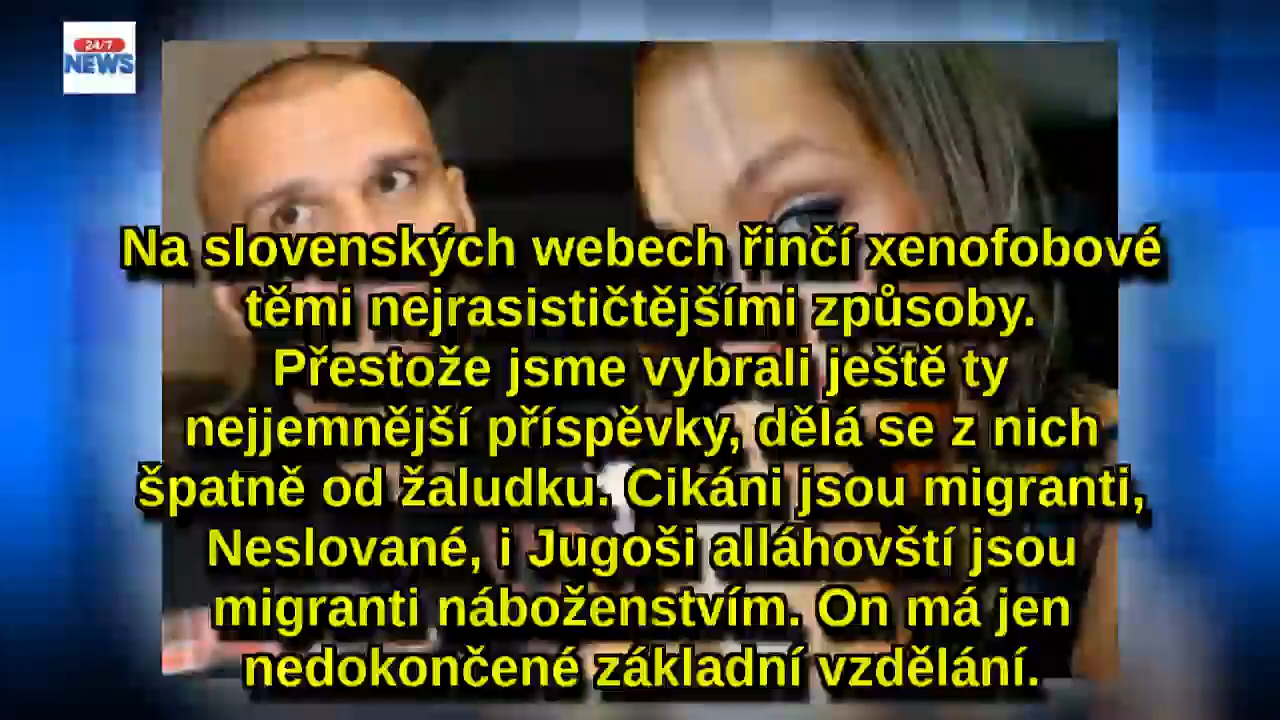 24/7
NEWS
Na slovenských webech řinčí xenofobové
těmi nejrasističtějšími způsoby.
Přestože jsme vybrali ještě ty
nejjemnější příspěvky, dělá se z nich
špatně od žaludku. Cikáni jsou migranti,
Neslované, i Jugoši alláhovští jsou
migranti náboženstvím. On má jen
nedokončené základní vzdělání.